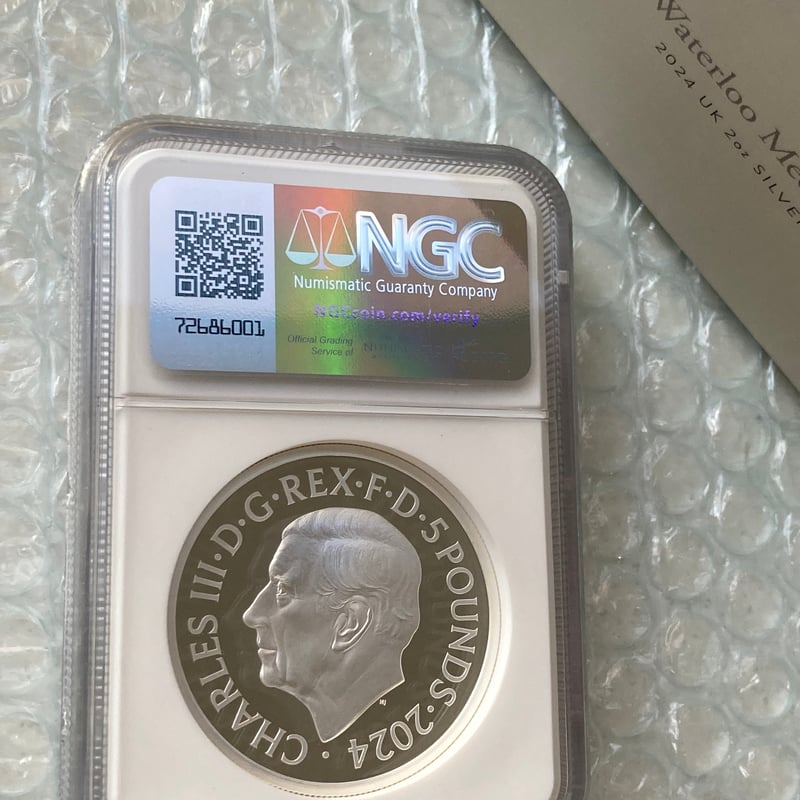 Waterloo Me
2024 UK 2oz SILVER
NGC
Numismatic Guaranty Company
NGCcoin.com/verify
Official Grading
Service of
72686001
CHARLES III·D·G·REX·F·D·5 POUNDS·2024·